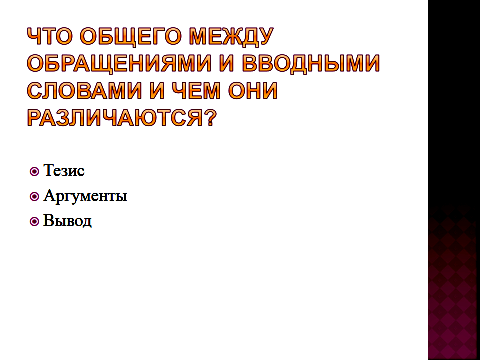 ЧТО ОБЩЕГО МЕЖДУ
ОБРАЩЕНИЯМИ И ВВОДНЫМИ
СЛОВАМИ И ЧЕМ ОНИ
РАЗЛИЧАЮТСЯ?
Тезис
Аргументы
Вывод